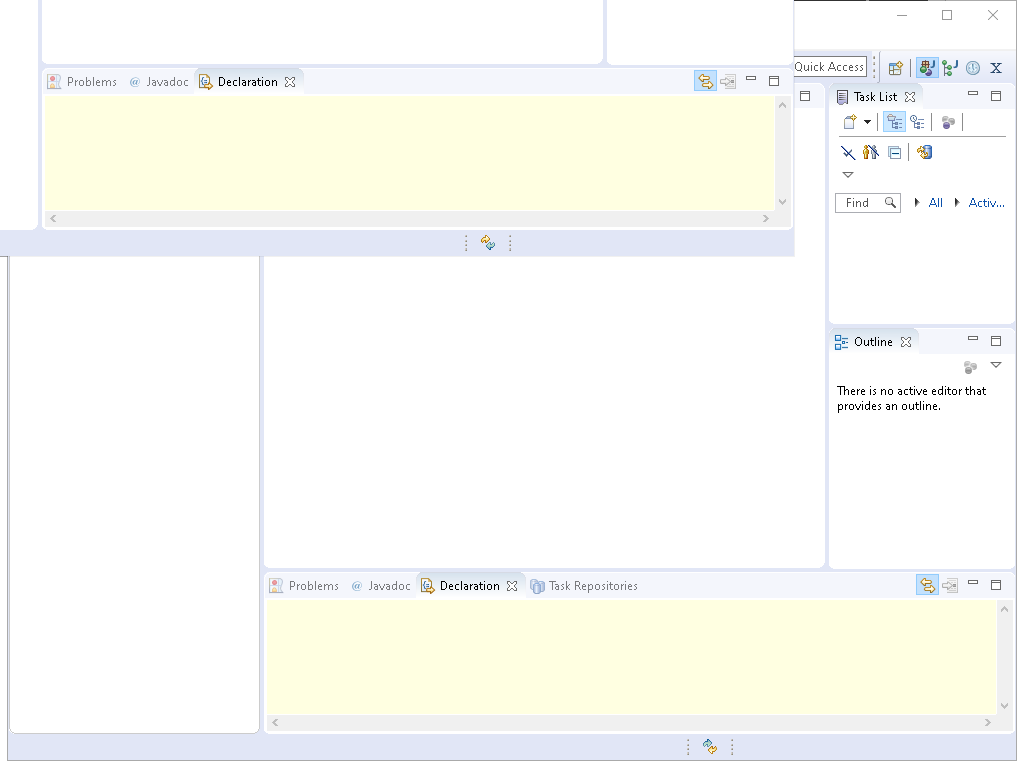 Quick Access
Problems @ Javadoc Declaration
Task List
Find All Activ...
Outline
There is no active editor that
provides an outline.
Problems @ Javadoc Declaration Task Repositories